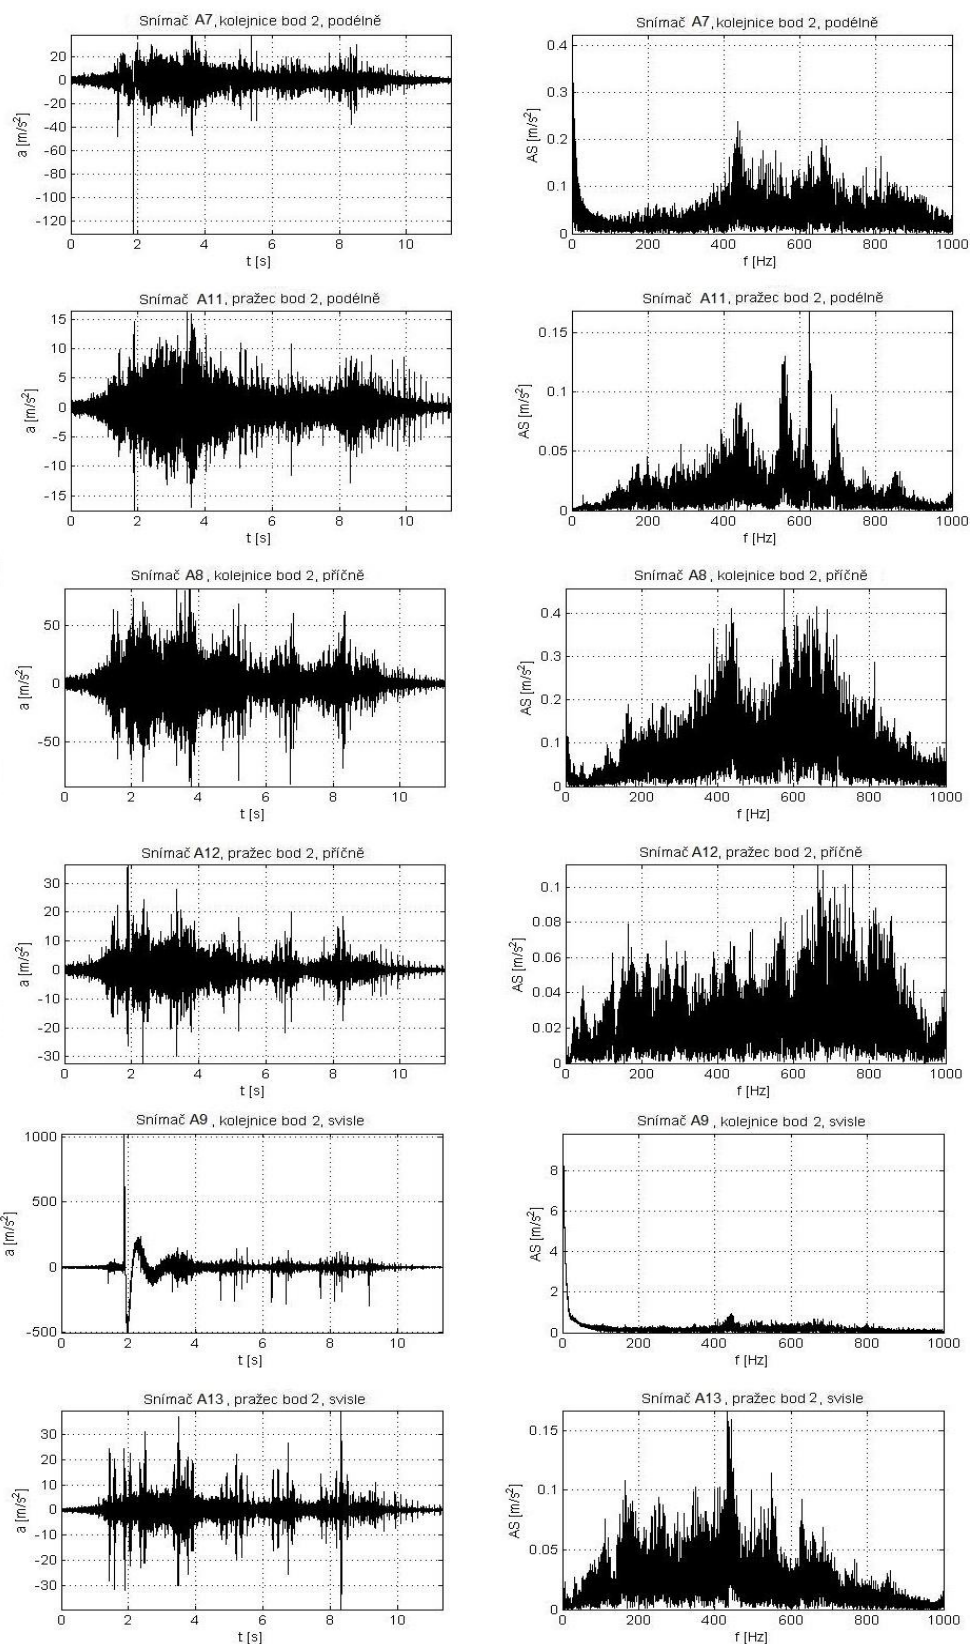 Snímač A7, kolejnice bod 2, podélně
a [m/s²]
20
0
-20
-40
-60
-80
-100
-120
0 2 4 6 8 10
t [s]
Snímač A7, kolejnice bod 2, podélně
AS [m/s²]
0.4
0.3
0.2
0.1
0
0 200 400 600 800 1000
f [Hz]
Snímač A11, pražec bod 2, podélně
a [m/s²]
15
10
5
0
-5
-10
-15
0 2 4 6 8 10
t [s]
Snímač A11, pražec bod 2, podélně
AS [m/s²]
0.15
0.1
0.05
0
0 200 400 600 800 1000
f [Hz]
Snímač A8, kolejnice bod 2, příčně
a [m/s²]
50
0
-50
0 2 4 6 8 10
t [s]
Snímač A8, kolejnice bod 2, příčně
AS [m/s²]
0.4
0.3
0.2
0.1
0
0 200 400 600 800 1000
f [Hz]
Snímač A12, pražec bod 2, příčně
a [m/s²]
30
20
10
0
-10
-20
-30
0 2 4 6 8 10
t [s]
Snímač A12, pražec bod 2, příčně
AS [m/s²]
0.1
0.08
0.06
0.04
0.02
0
0 200 400 600 800 1000
f [Hz]
Snímač A9, kolejnice bod 2, svisle
a [m/s²]
1000
500
0
-500
0 2 4 6 8 10
t [s]
Snímač A9, kolejnice bod 2, svisle
AS [m/s²]
8
6
4
2
0
0 200 400 600 800 1000
f [Hz]
Snímač A13, pražec bod 2, svisle
a [m/s²]
30
20
10
0
-10
-20
-30
0 2 4 6 8 10
t [s]
Snímač A13, pražec bod 2, svisle
AS [m/s²]
0.15
0.1
0.05
0
0 200 400 600 800 1000
f [Hz]